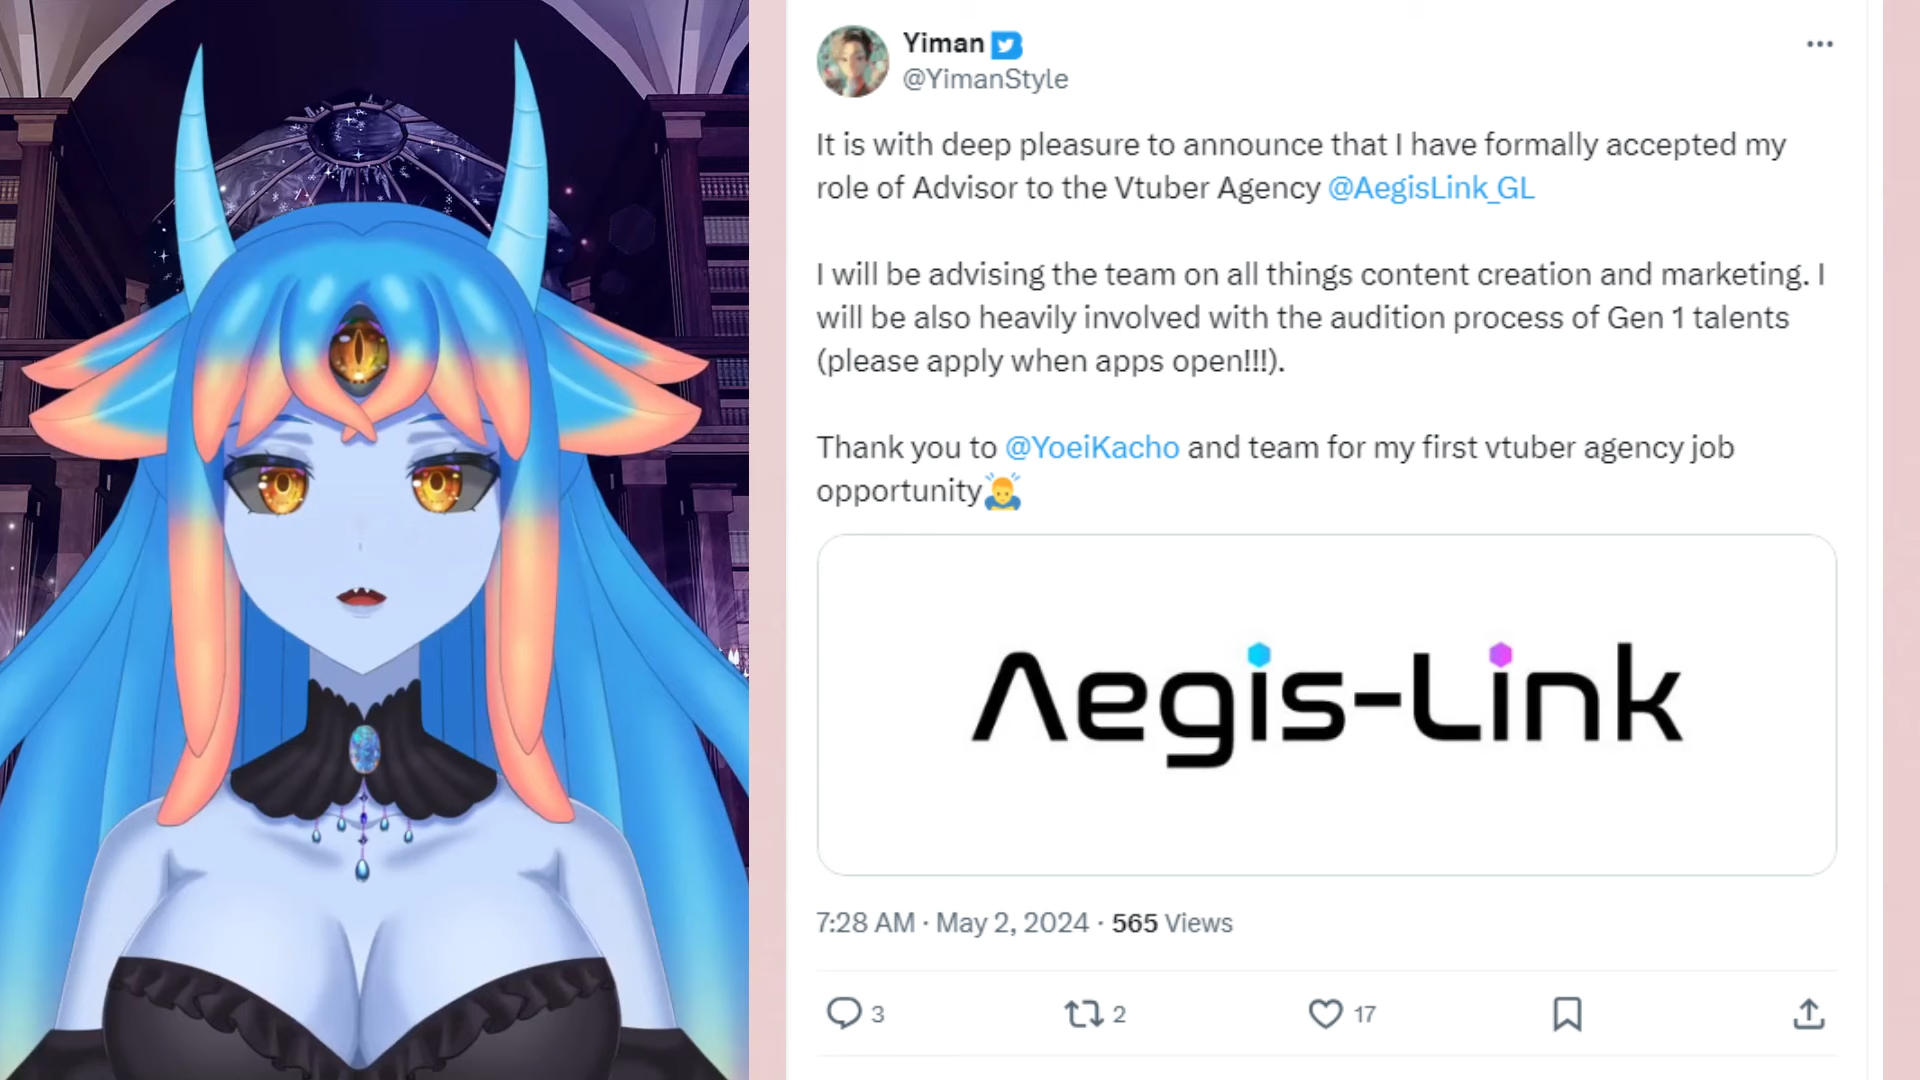 Yiman
@YimanStyle
It is with deep pleasure to announce that I have formally accepted my
role of Advisor to the Vtuber Agency @AegisLink_GL
I will be advising the team on all things content creation and marketing. I
will be also heavily involved with the audition process of Gen 1 talents
(please apply when apps open!!!).
Thank you to @YoeiKacho and team for my first vtuber agency job
opportunity🙇‍♂️
Aegis-Link
7:28 AM · May 2, 2024 · 565 Views
3 2 17